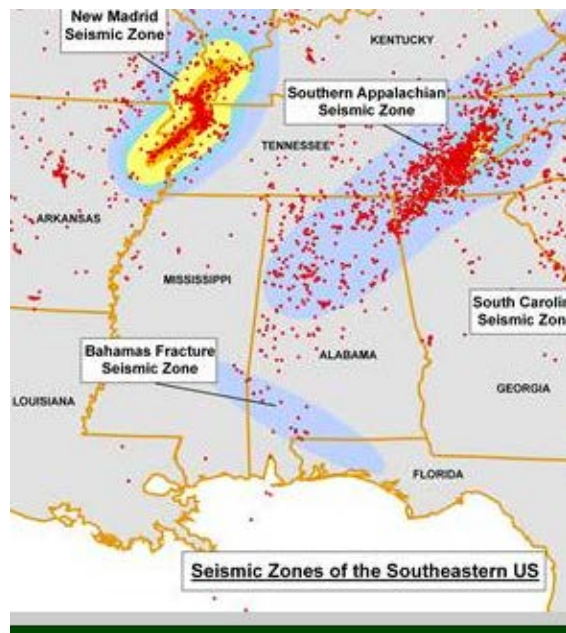 New Madrid
Seismic Zone
KENTUCKY
Southern Appalachian
Seismic Zone
TENNESSEE
ARKANSAS
MISSISSIPPI
South Carolin
Seismic Zon
Bahamas Fracture
Seismic Zone
ALABAMA
GEORGIA
LOUISIANA
FLORIDA
Seismic Zones of the Southeastern US